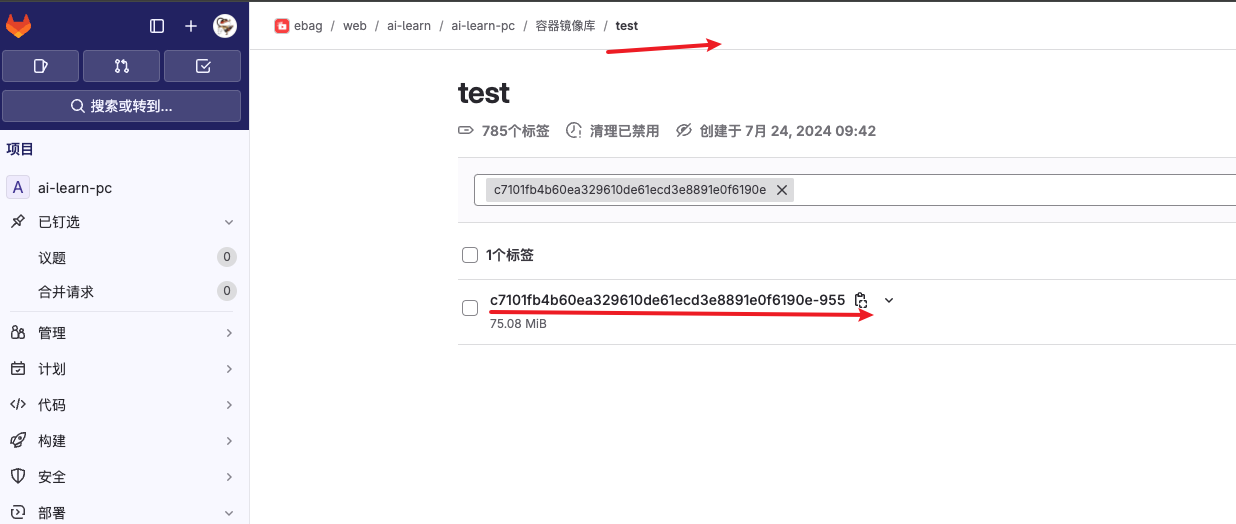 ebag / web / ai-learn / ai-learn-pc / 容器镜像库 / test
搜索或转到...
项目
A ai-learn-pc
已钉选
议题 0
合并请求 0
管理
计划
代码
构建
安全
部署
test
785个标签 清理已禁用 创建于 7月 24, 2024 09:42
c7101fb4b60ea329610de61ecd3e8891e0f6190e
1个标签
c7101fb4b60ea329610de61ecd3e8891e0f6190e-955
75.08 MiB